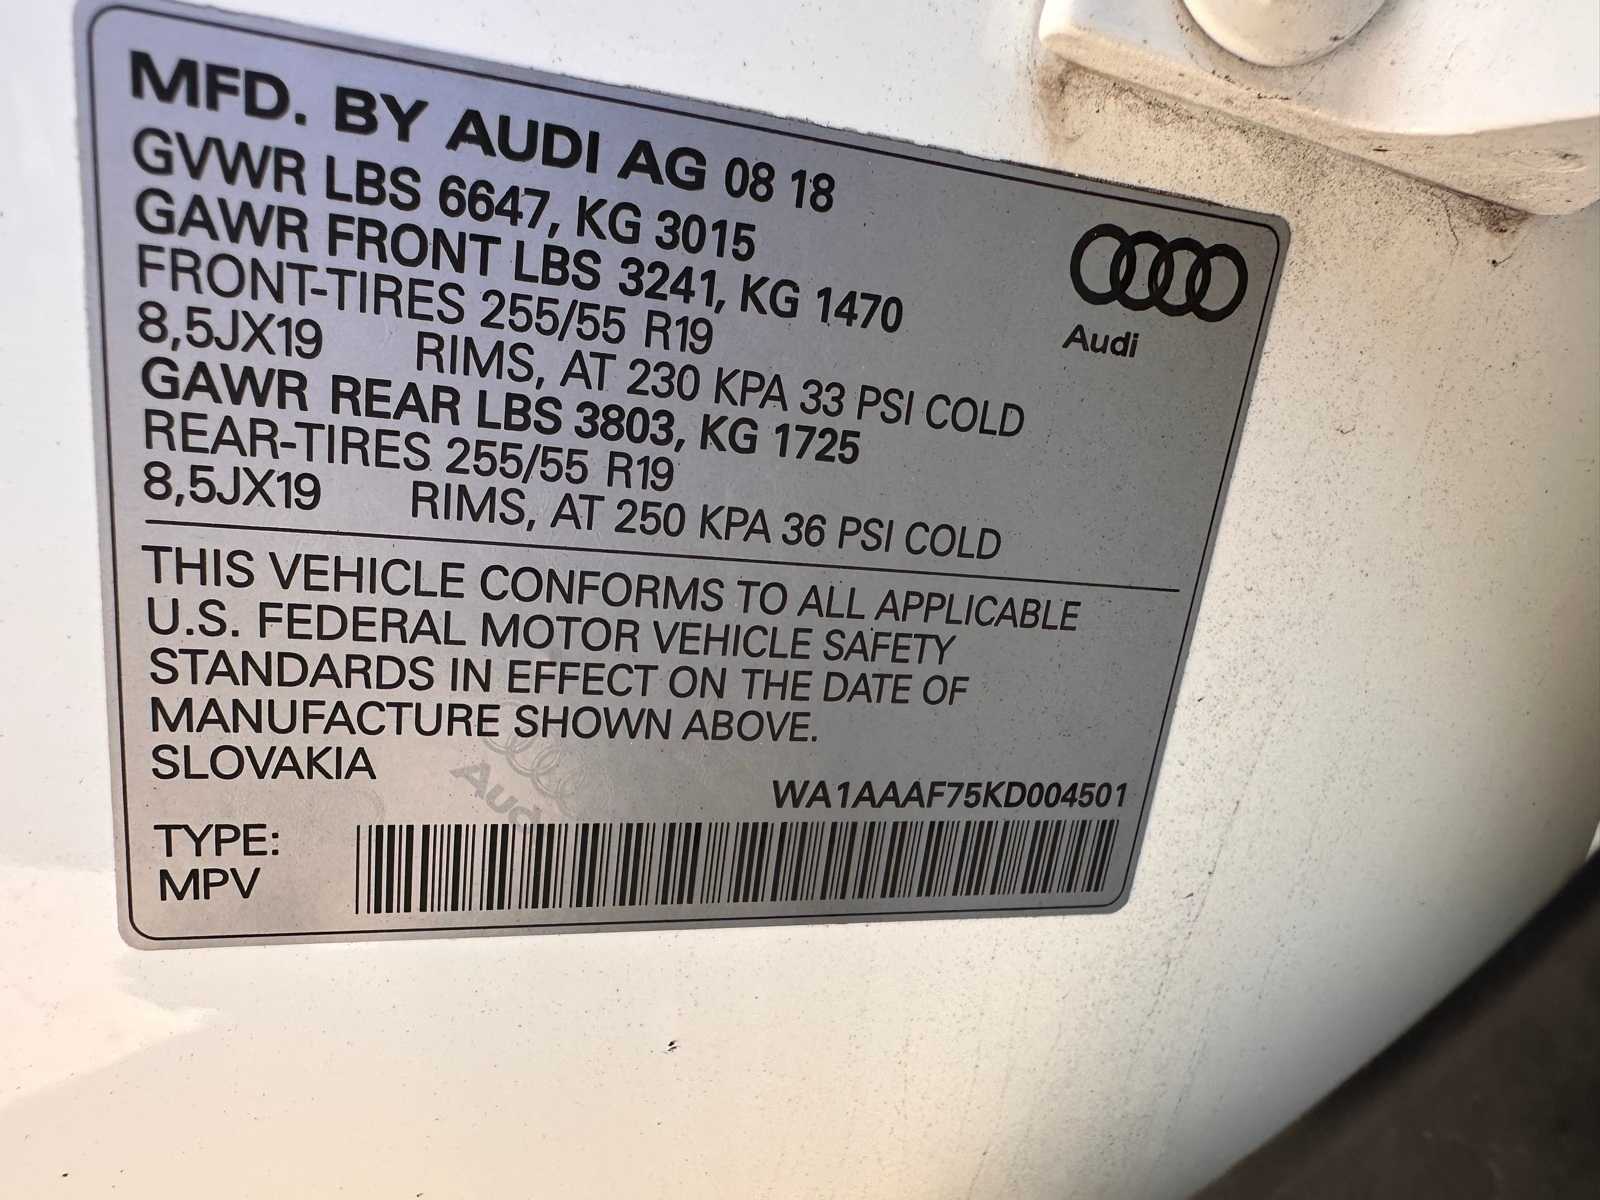 MFD. BY AUDI AG 08 18
GVWR LBS 6647, KG 3015
GAWR FRONT LBS 3241, KG 1470
FRONT-TIRES 255/55 R19
8,5JX19 RIMS, AT 230 KPA 33 PSI COLD
GAWR REAR LBS 3803, KG 1725
REAR-TIRES 255/55 R19
8,5JX19 RIMS, AT 250 KPA 36 PSI COLD
Audi
THIS VEHICLE CONFORMS TO ALL APPLICABLE
U.S. FEDERAL MOTOR VEHICLE SAFETY
STANDARDS IN EFFECT ON THE DATE OF
MANUFACTURE SHOWN ABOVE.
SLOVAKIA
Audi
WA1AAAF75KD004501
TYPE:
MPV